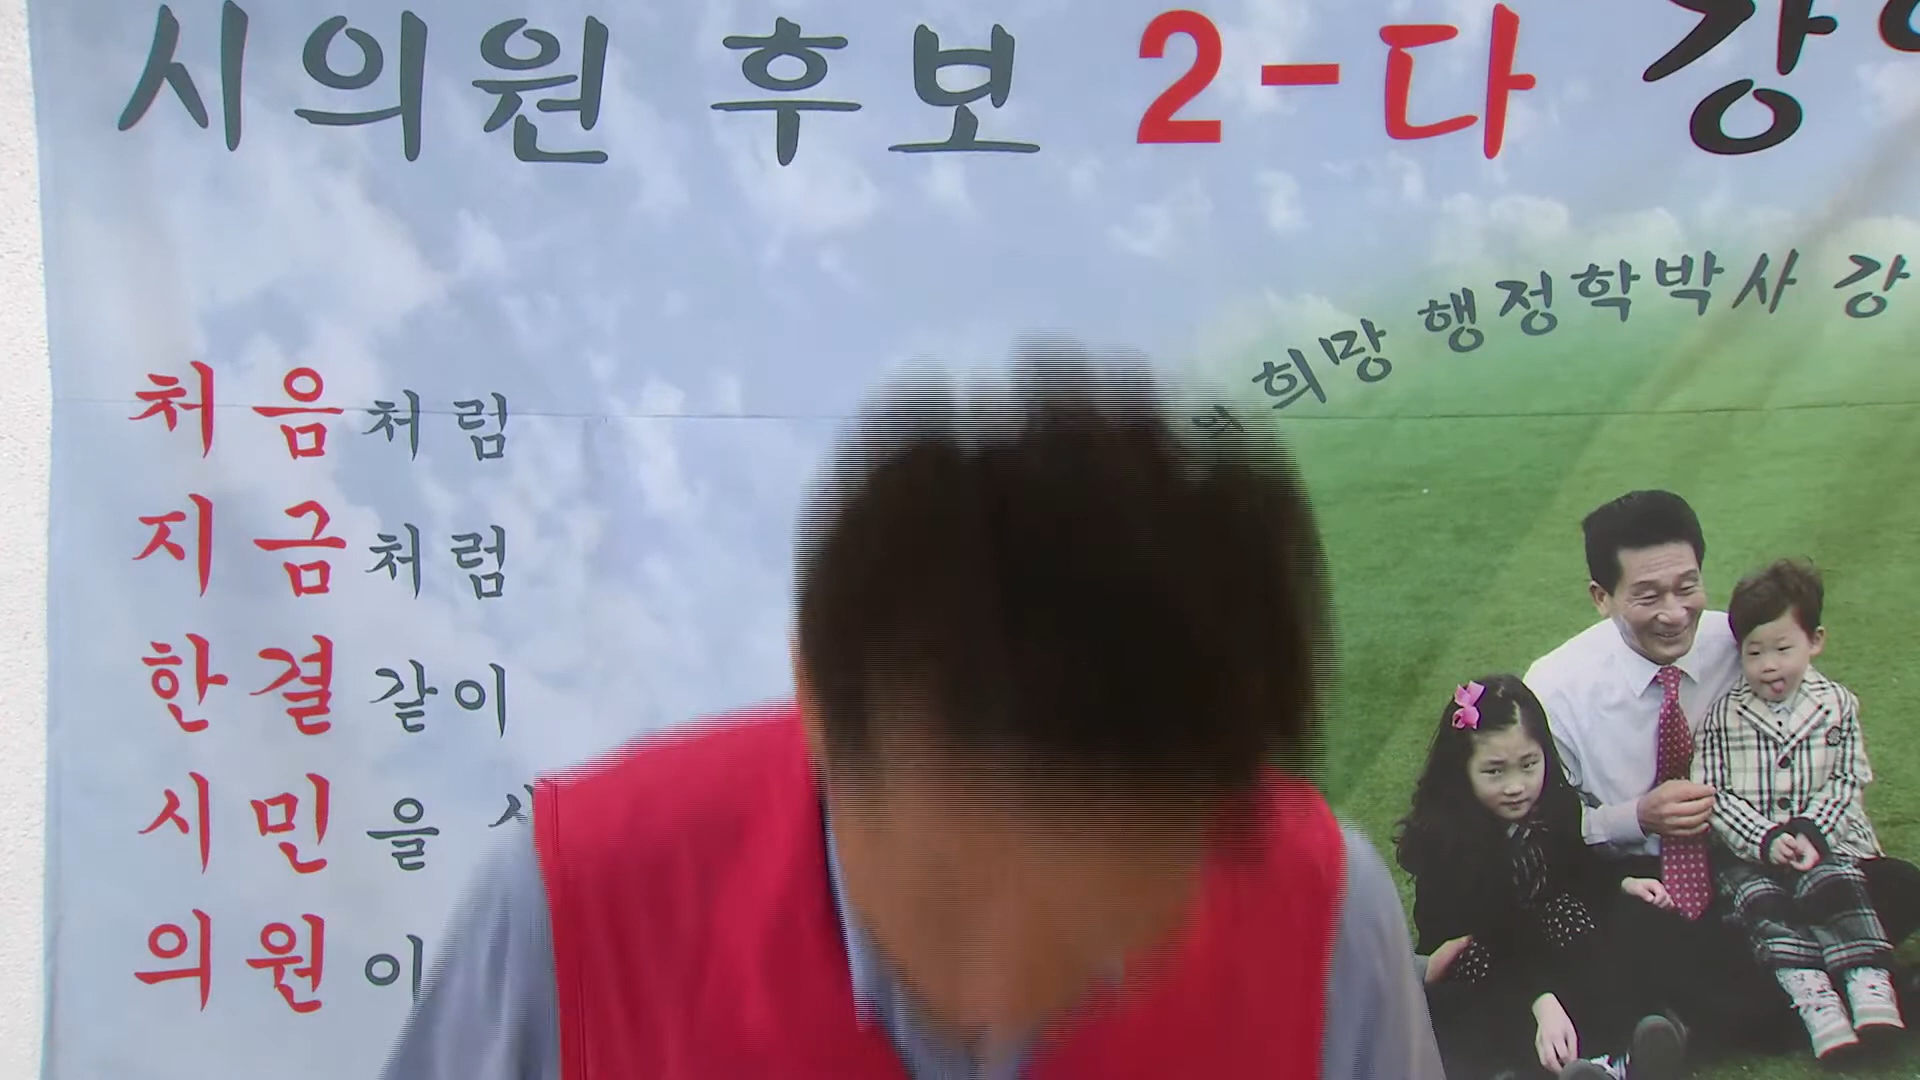 시의원 후보 2-다 강
희망 행정학박사 강
처음처럼
지금처럼
한결같이
시민을
의원이